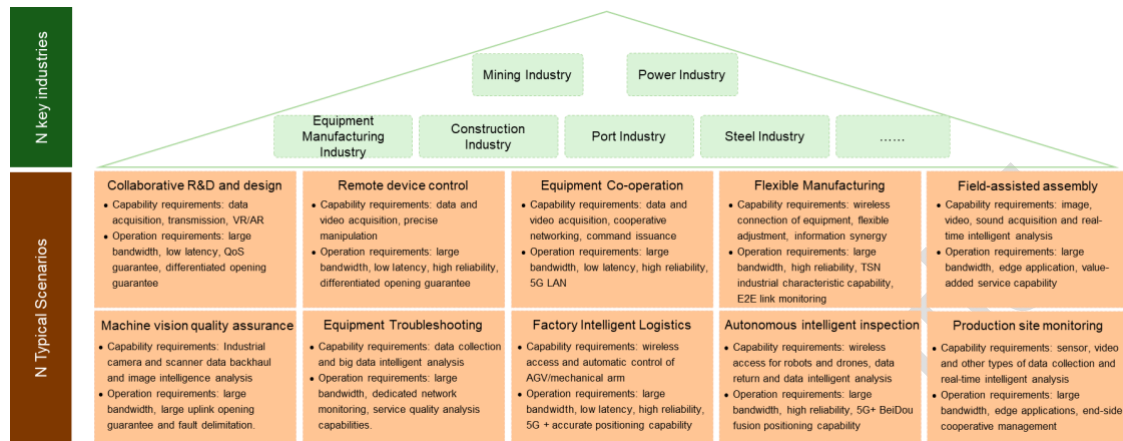 N key industries
Mining Industry
Power Industry
Equipment
Manufacturing
Industry
Construction
Industry
Port Industry
Steel Industry
……
N Typical Scenarios
Collaborative R&D and design
• Capability requirements: data
acquisition, transmission, VR/AR
• Operation requirements: large
bandwidth, low latency, QoS
guarantee, differentiated opening
guarantee
Remote device control
• Capability requirements: data and
video acquisition, precise
manipulation
• Operation requirements: large
bandwidth, low latency, high reliability,
differentiated opening guarantee
Equipment Co-operation
• Capability requirements: data and
video acquisition, cooperative
networking, command issuance
• Operation requirements: large
bandwidth, low latency, high reliability,
5G LAN
Flexible Manufacturing
• Capability requirements: wireless
connection of equipment, flexible
adjustment, information synergy
• Operation requirements: large
bandwidth, high reliability, TSN
industrial characteristic capability,
E2E link monitoring
Field-assisted assembly
• Capability requirements: image,
video, sound acquisition and real-
time intelligent analysis
• Operation requirements: large
bandwidth, edge application, value-
added service capability
Machine vision quality assurance
• Capability requirements: Industrial
camera and scanner data backhaul
and image intelligence analysis
• Operation requirements: large
bandwidth, large uplink opening
guarantee and fault delimitation.
Equipment Troubleshooting
• Capability requirements: data collection
and big data intelligent analysis
• Operation requirements: large
bandwidth, dedicated network
monitoring, service quality analysis
capabilities.
Factory Intelligent Logistics
• Capability requirements: wireless
access and automatic control of
AGV/mechanical arm
• Operation requirements: large
bandwidth, low latency, high reliability,
5G + accurate positioning capability
Autonomous intelligent inspection
• Capability requirements: wireless
access for robots and drones, data
return and data intelligent analysis
• Operation requirements: large
bandwidth, high reliability, 5G+ BeiDou
fusion positioning capability
Production site monitoring
• Capability requirements: sensor, video
and other types of data collection and
real-time intelligent analysis
• Operation requirements: large
bandwidth, edge applications, end-side
cooperative management